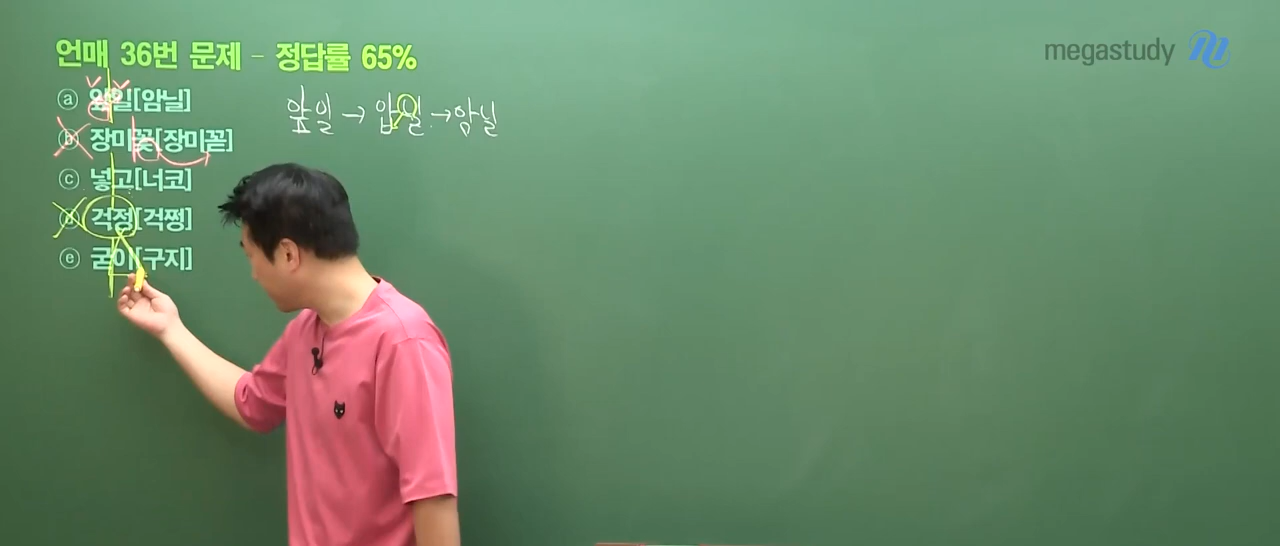 언매 36번 문제 - 정답률 65%
megastudy
ⓐ 앞일[암닐]
앞일 → 압닐 → 암닐
ⓑ 장미꽃[장미꼳]
ⓒ 넣고[너코]
ⓓ 걱정[걱쩡]
ⓔ 굳이[구지]